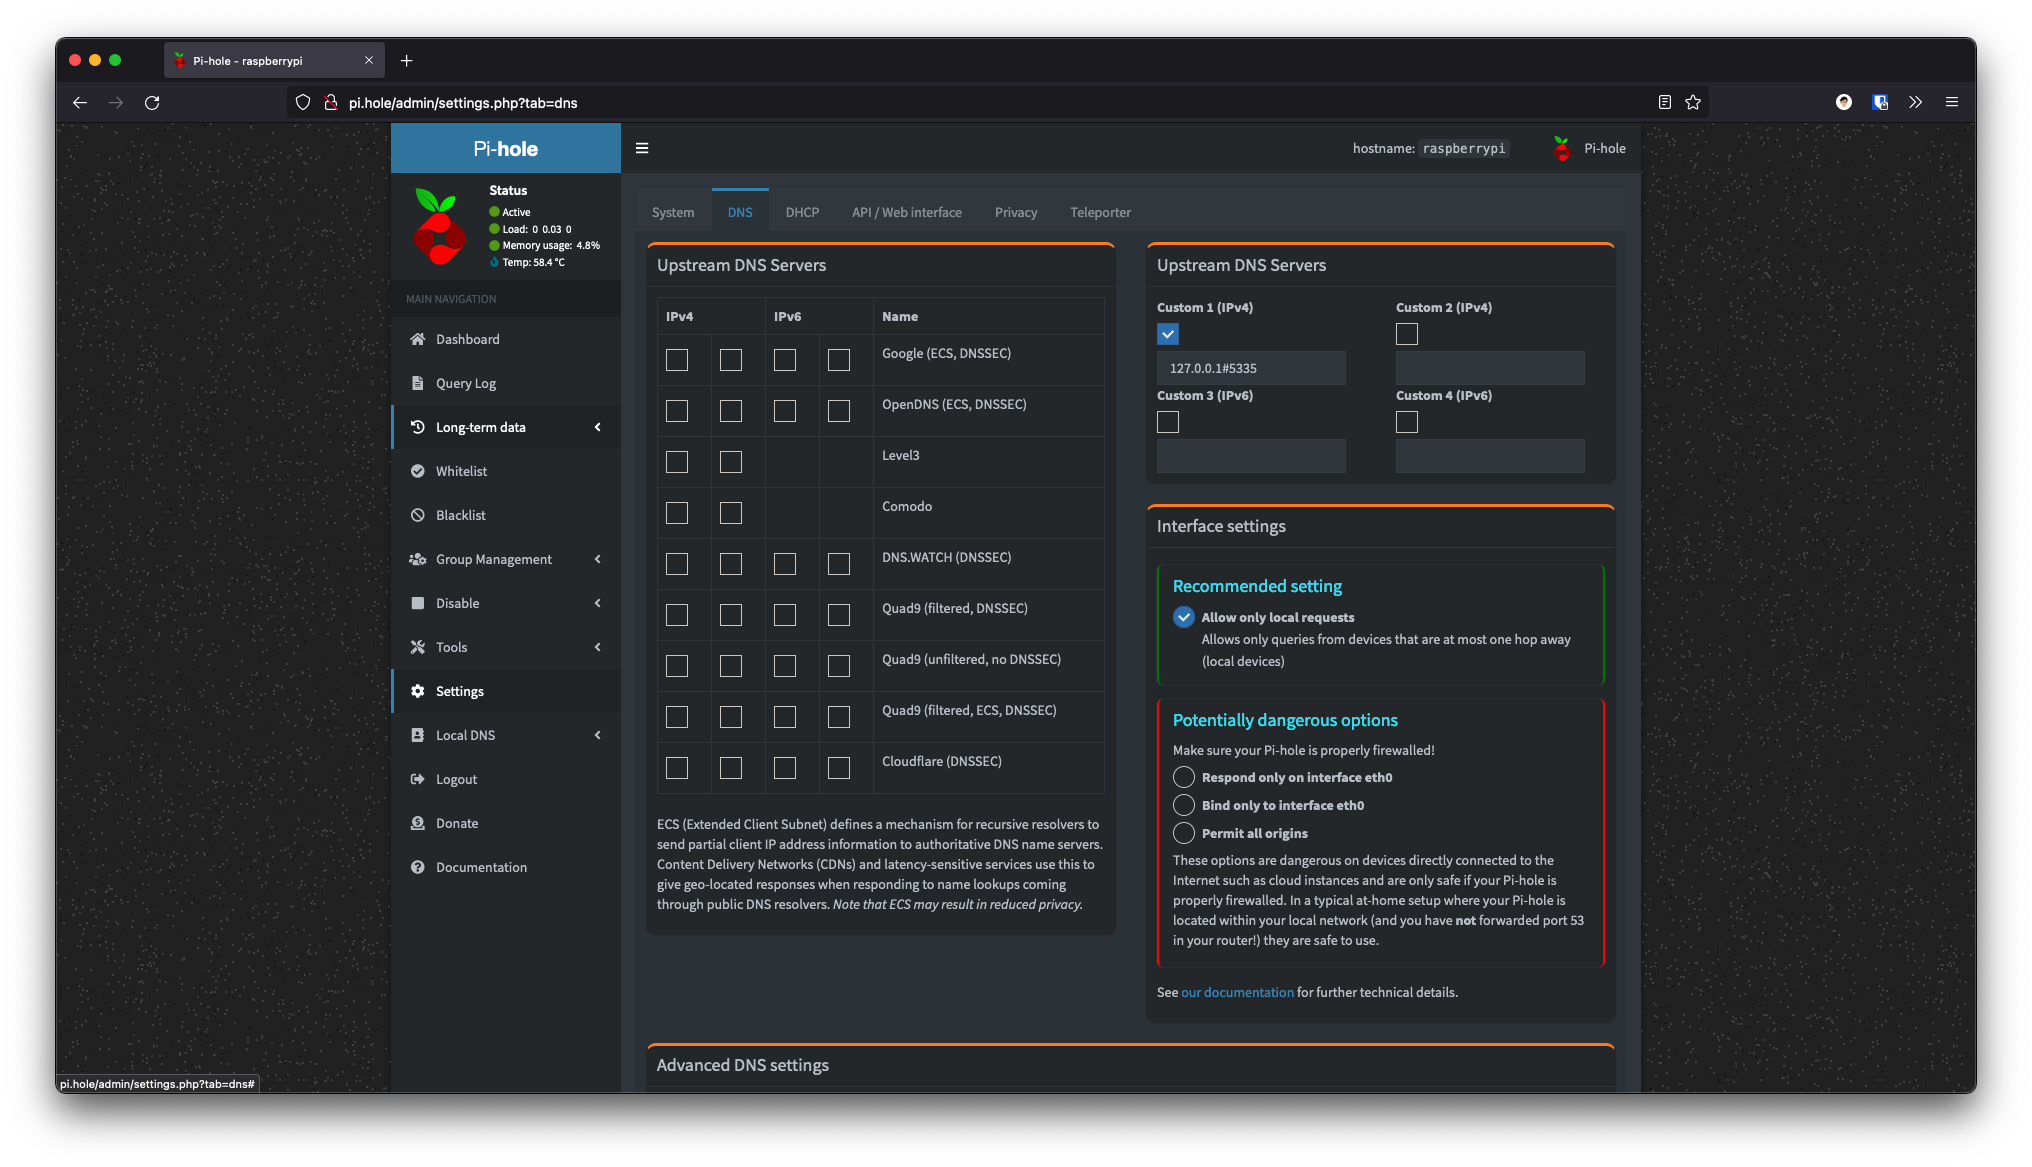 Pi-hole - raspberrypi
pi.hole/admin/settings.php?tab=dns
Pi-hole
hostname: raspberrypi
Pi-hole
Status
Active
Load: 0 0.03 0
Memory usage: 4.8%
Temp: 58.4 °C
MAIN NAVIGATION
Dashboard
Query Log
Long-term data
Whitelist
Blacklist
Group Management
Disable
Tools
Settings
Local DNS
Logout
Donate
Documentation
System
DNS
DHCP
API / Web interface
Privacy
Teleporter
Upstream DNS Servers
IPv4 IPv6 Name
Google (ECS, DNSSEC)
OpenDNS (ECS, DNSSEC)
Level3
Comodo
DNS.WATCH (DNSSEC)
Quad9 (filtered, DNSSEC)
Quad9 (unfiltered, no DNSSEC)
Quad9 (filtered, ECS, DNSSEC)
Cloudflare (DNSSEC)
ECS (Extended Client Subnet) defines a mechanism for recursive resolvers to
send partial client IP address information to authoritative DNS name servers.
Content Delivery Networks (CDNs) and latency-sensitive services use this to
give geo-located responses when responding to name lookups coming
through public DNS resolvers. Note that ECS may result in reduced privacy.
Upstream DNS Servers
Custom 1 (IPv4)
Custom 2 (IPv4)
127.0.0.1#5335
Custom 3 (IPv6)
Custom 4 (IPv6)
Interface settings
Recommended setting
Allow only local requests
Allows only queries from devices that are at most one hop away
(local devices)
Potentially dangerous options
Make sure your Pi-hole is properly firewalled!
Respond only on interface eth0
Bind only to interface eth0
Permit all origins
These options are dangerous on devices directly connected to the
Internet such as cloud instances and are only safe if your Pi-hole is
properly firewalled. In a typical at-home setup where your Pi-hole is
located within your local network (and you have not forwarded port 53
in your router!) they are safe to use.
See our documentation for further technical details.
Advanced DNS settings
pi.hole/admin/settings.php?tab=dns#